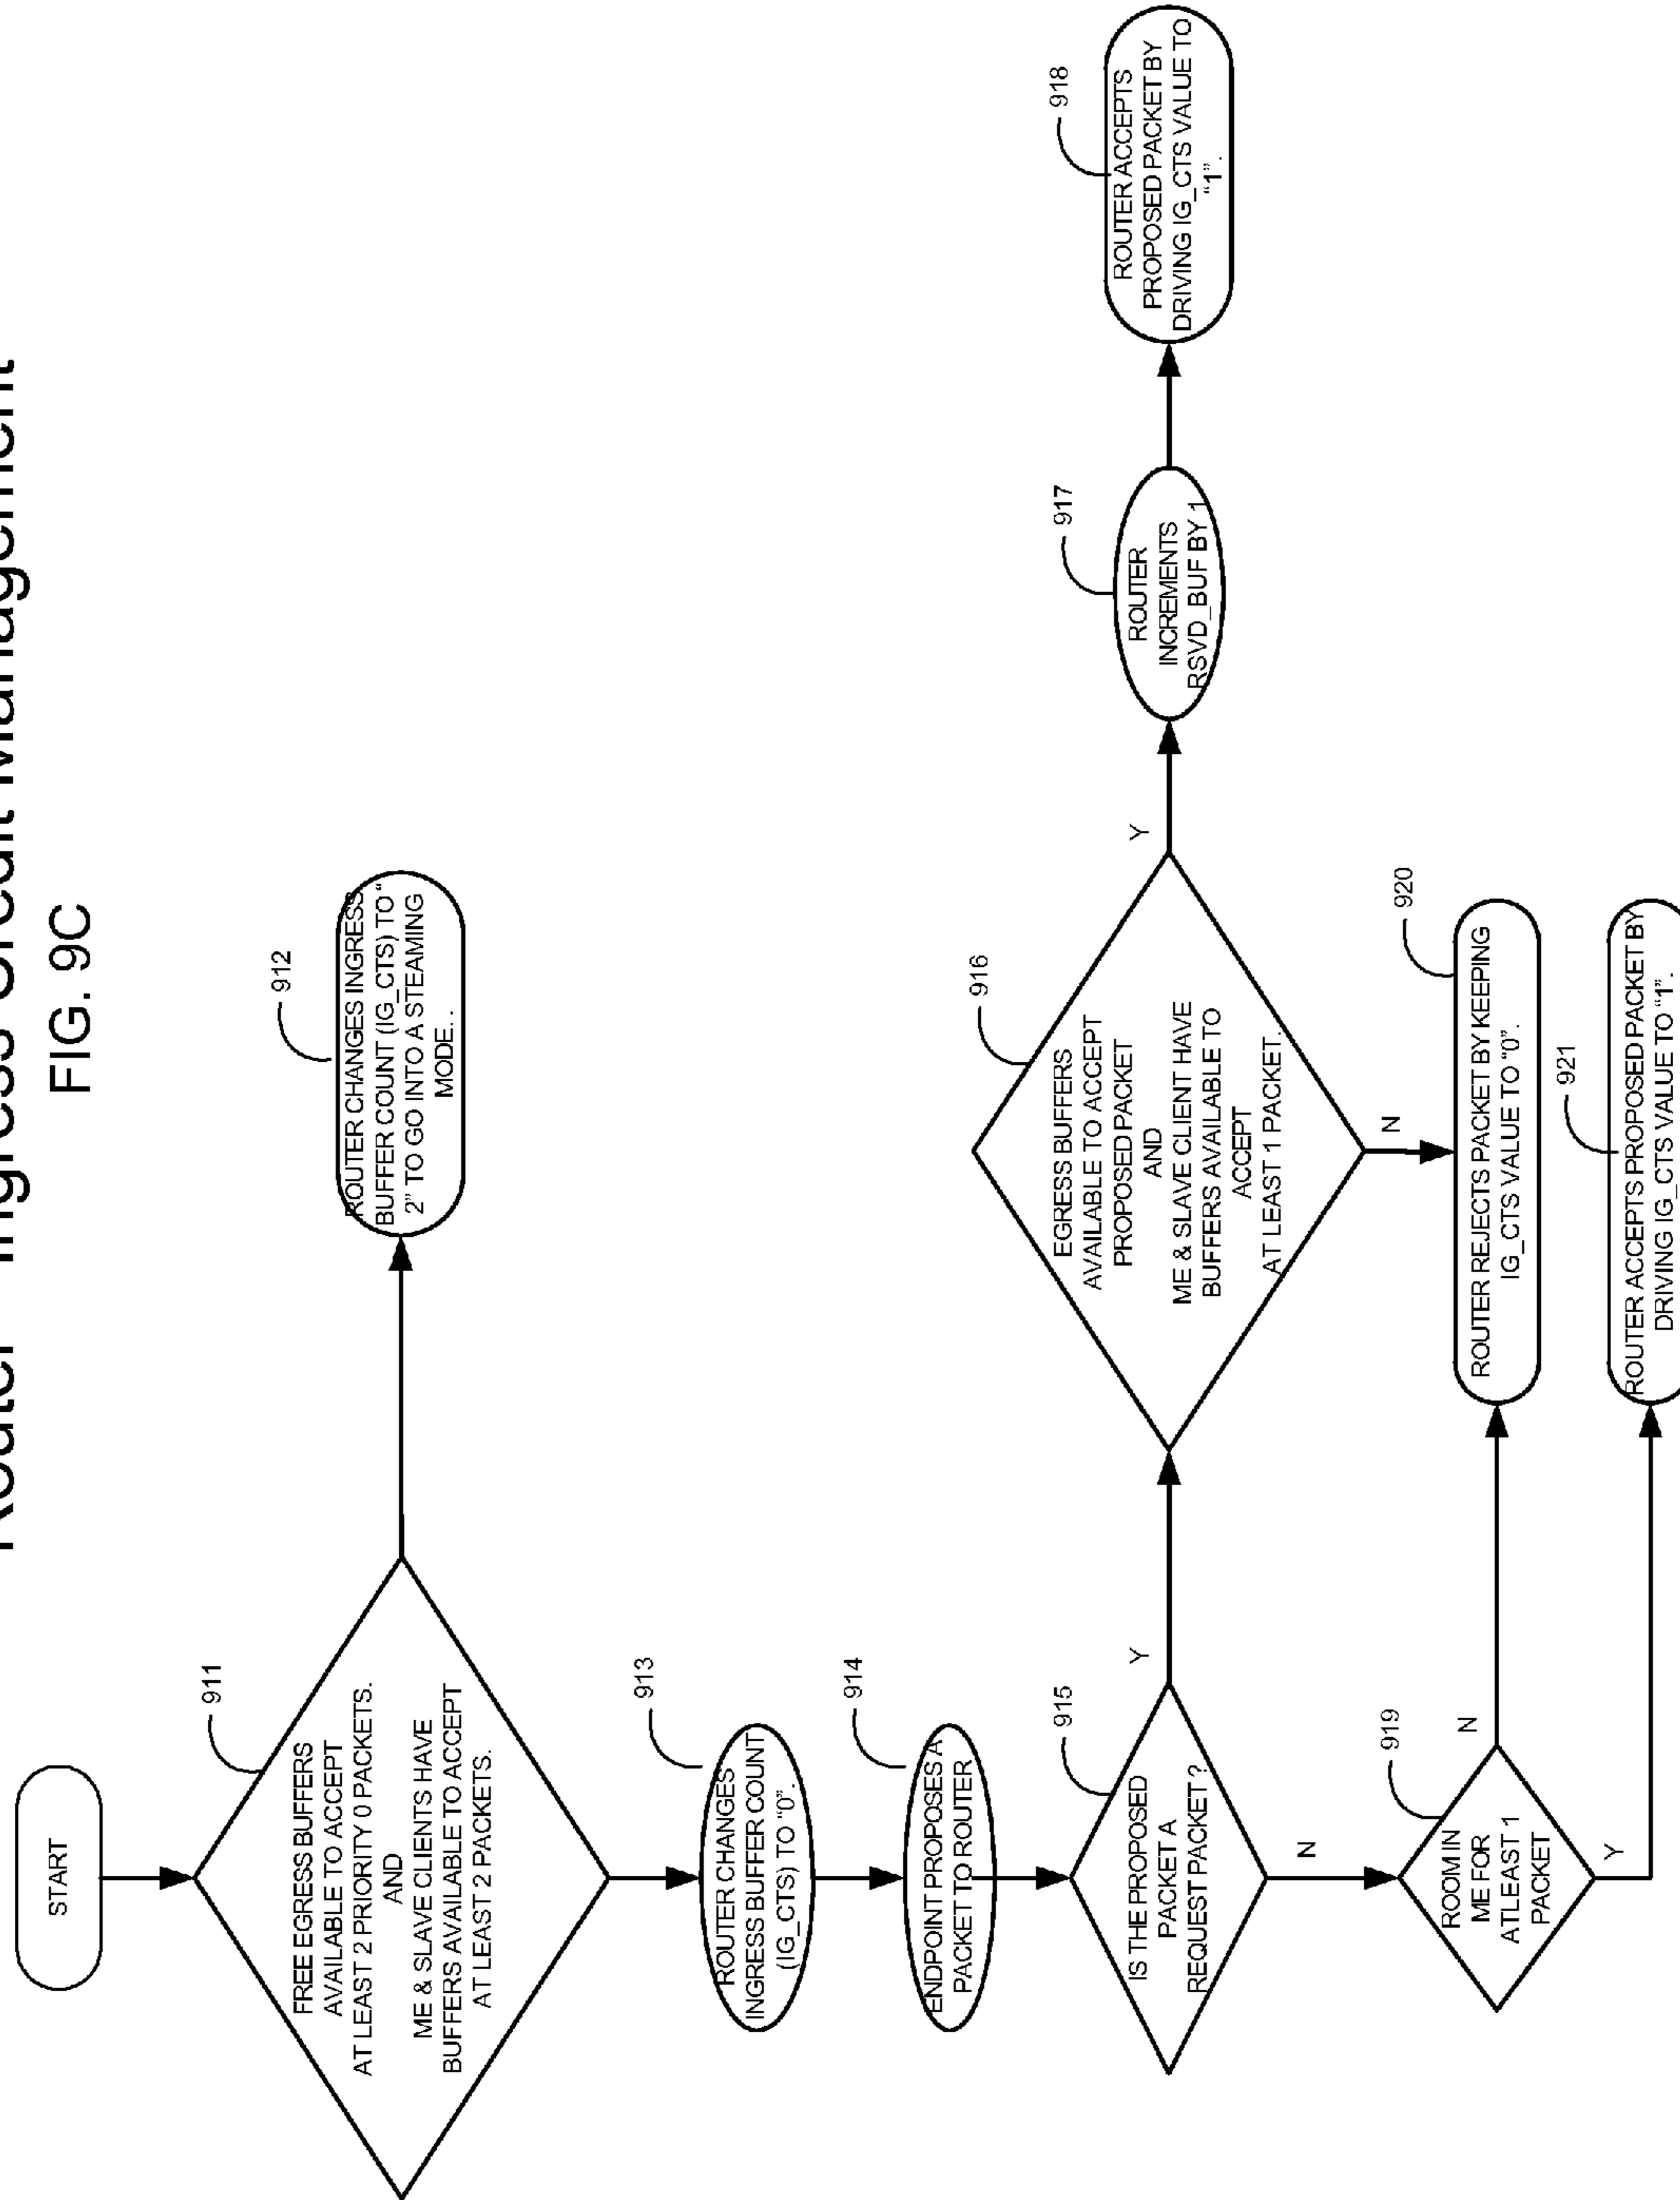 Router – Ingress Credit Management
FIG. 9C
START
911
FREE EGRESS BUFFERS
AVAILABLE TO ACCEPT
AT LEAST 2 PRIORITY 0 PACKETS.
AND
ME & SLAVE CLIENTS HAVE
BUFFERS AVAILABLE TO ACCEPT
AT LEAST 2 PACKETS.
912
ROUTER CHANGES INGRESS
BUFFER COUNT (IG_CTS) TO “
2” TO GO INTO A STEAMING
MODE. .
913
ROUTER CHANGES
INGRESS BUFFER COUNT
(IG_CTS) TO “0”.
914
ENDPOINT PROPOSES A
PACKET TO ROUTER
915
IS THE PROPOSED
PACKET A
REQUEST PACKET ?
Y
N
916
EGRESS BUFFERS
AVAILABLE TO ACCEPT
PROPOSED PACKET
AND
ME & SLAVE CLIENT HAVE
BUFFERS AVAILABLE TO
ACCEPT
AT LEAST 1 PACKET.
Y
N
917
ROUTER
INCREMENTS
RSVD_BUF BY 1
918
ROUTER ACCEPTS
PROPOSED PACKET BY
DRIVING IG_CTS VALUE TO
“1”.
919
ROOM IN
ME FOR
ATLEAST 1
PACKET
N
Y
920
ROUTER REJECTS PACKET BY KEEPING
IG_CTS VALUE TO “0”.
921
ROUTER ACCEPTS PROPOSED PACKET BY
DRIVING IG_CTS VALUE TO “1”.